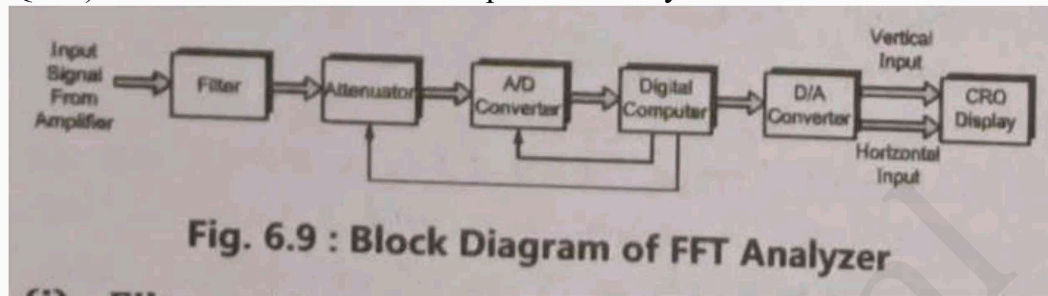 Input
Signal
From
Amplifier
Filter
Attenuator
A/D
Converter
Digital
Computer
D/A
Converter
Vertical
Input
Horizontal
Input
CRO
Display
Fig. 6.9 : Block Diagram of FFT Analyzer